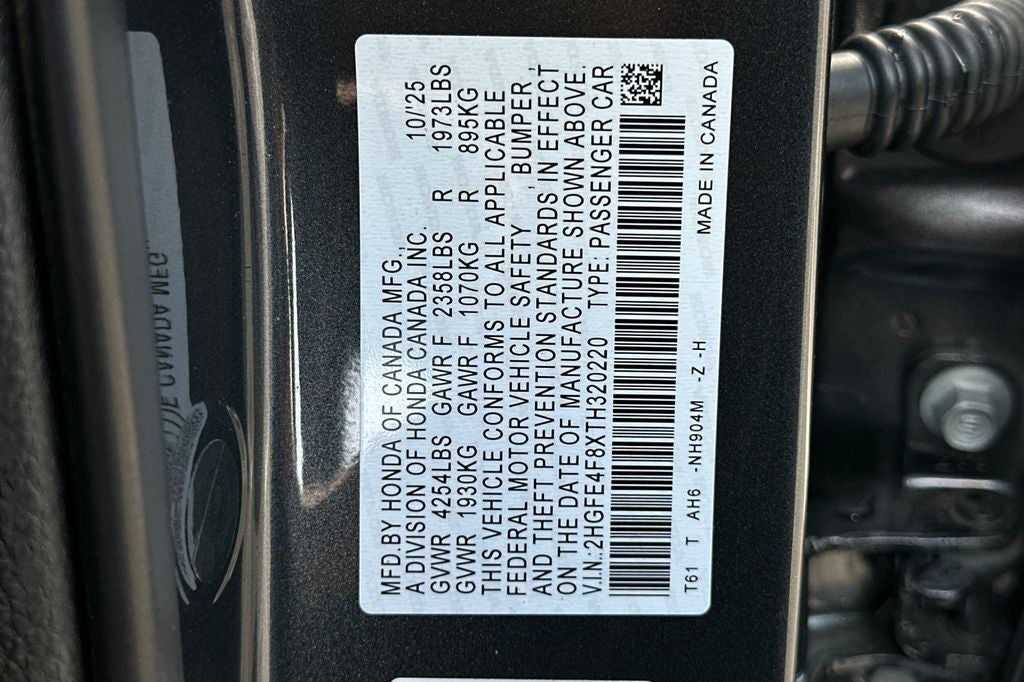 MFD.BY HONDA OF CANADA MFG., 10/'25
A DIVISION OF HONDA CANADA INC.
GVWR 4254LBS GAWR F 2358LBS R 1973LBS
GVWR 1930KG GAWR F 1070KG R 895KG
THIS VEHICLE CONFORMS TO ALL APPLICABLE
FEDERAL MOTOR VEHICLE SAFETY , BUMPER ,
AND THEFT PREVENTION STANDARDS IN EFFECT
ON THE DATE OF MANUFACTURE SHOWN ABOVE.
V.I.N.:2HGFE4F8XTH320220 TYPE: PASSENGER CAR
T61 T AH6 -NH904M -Z -H MADE IN CANADA